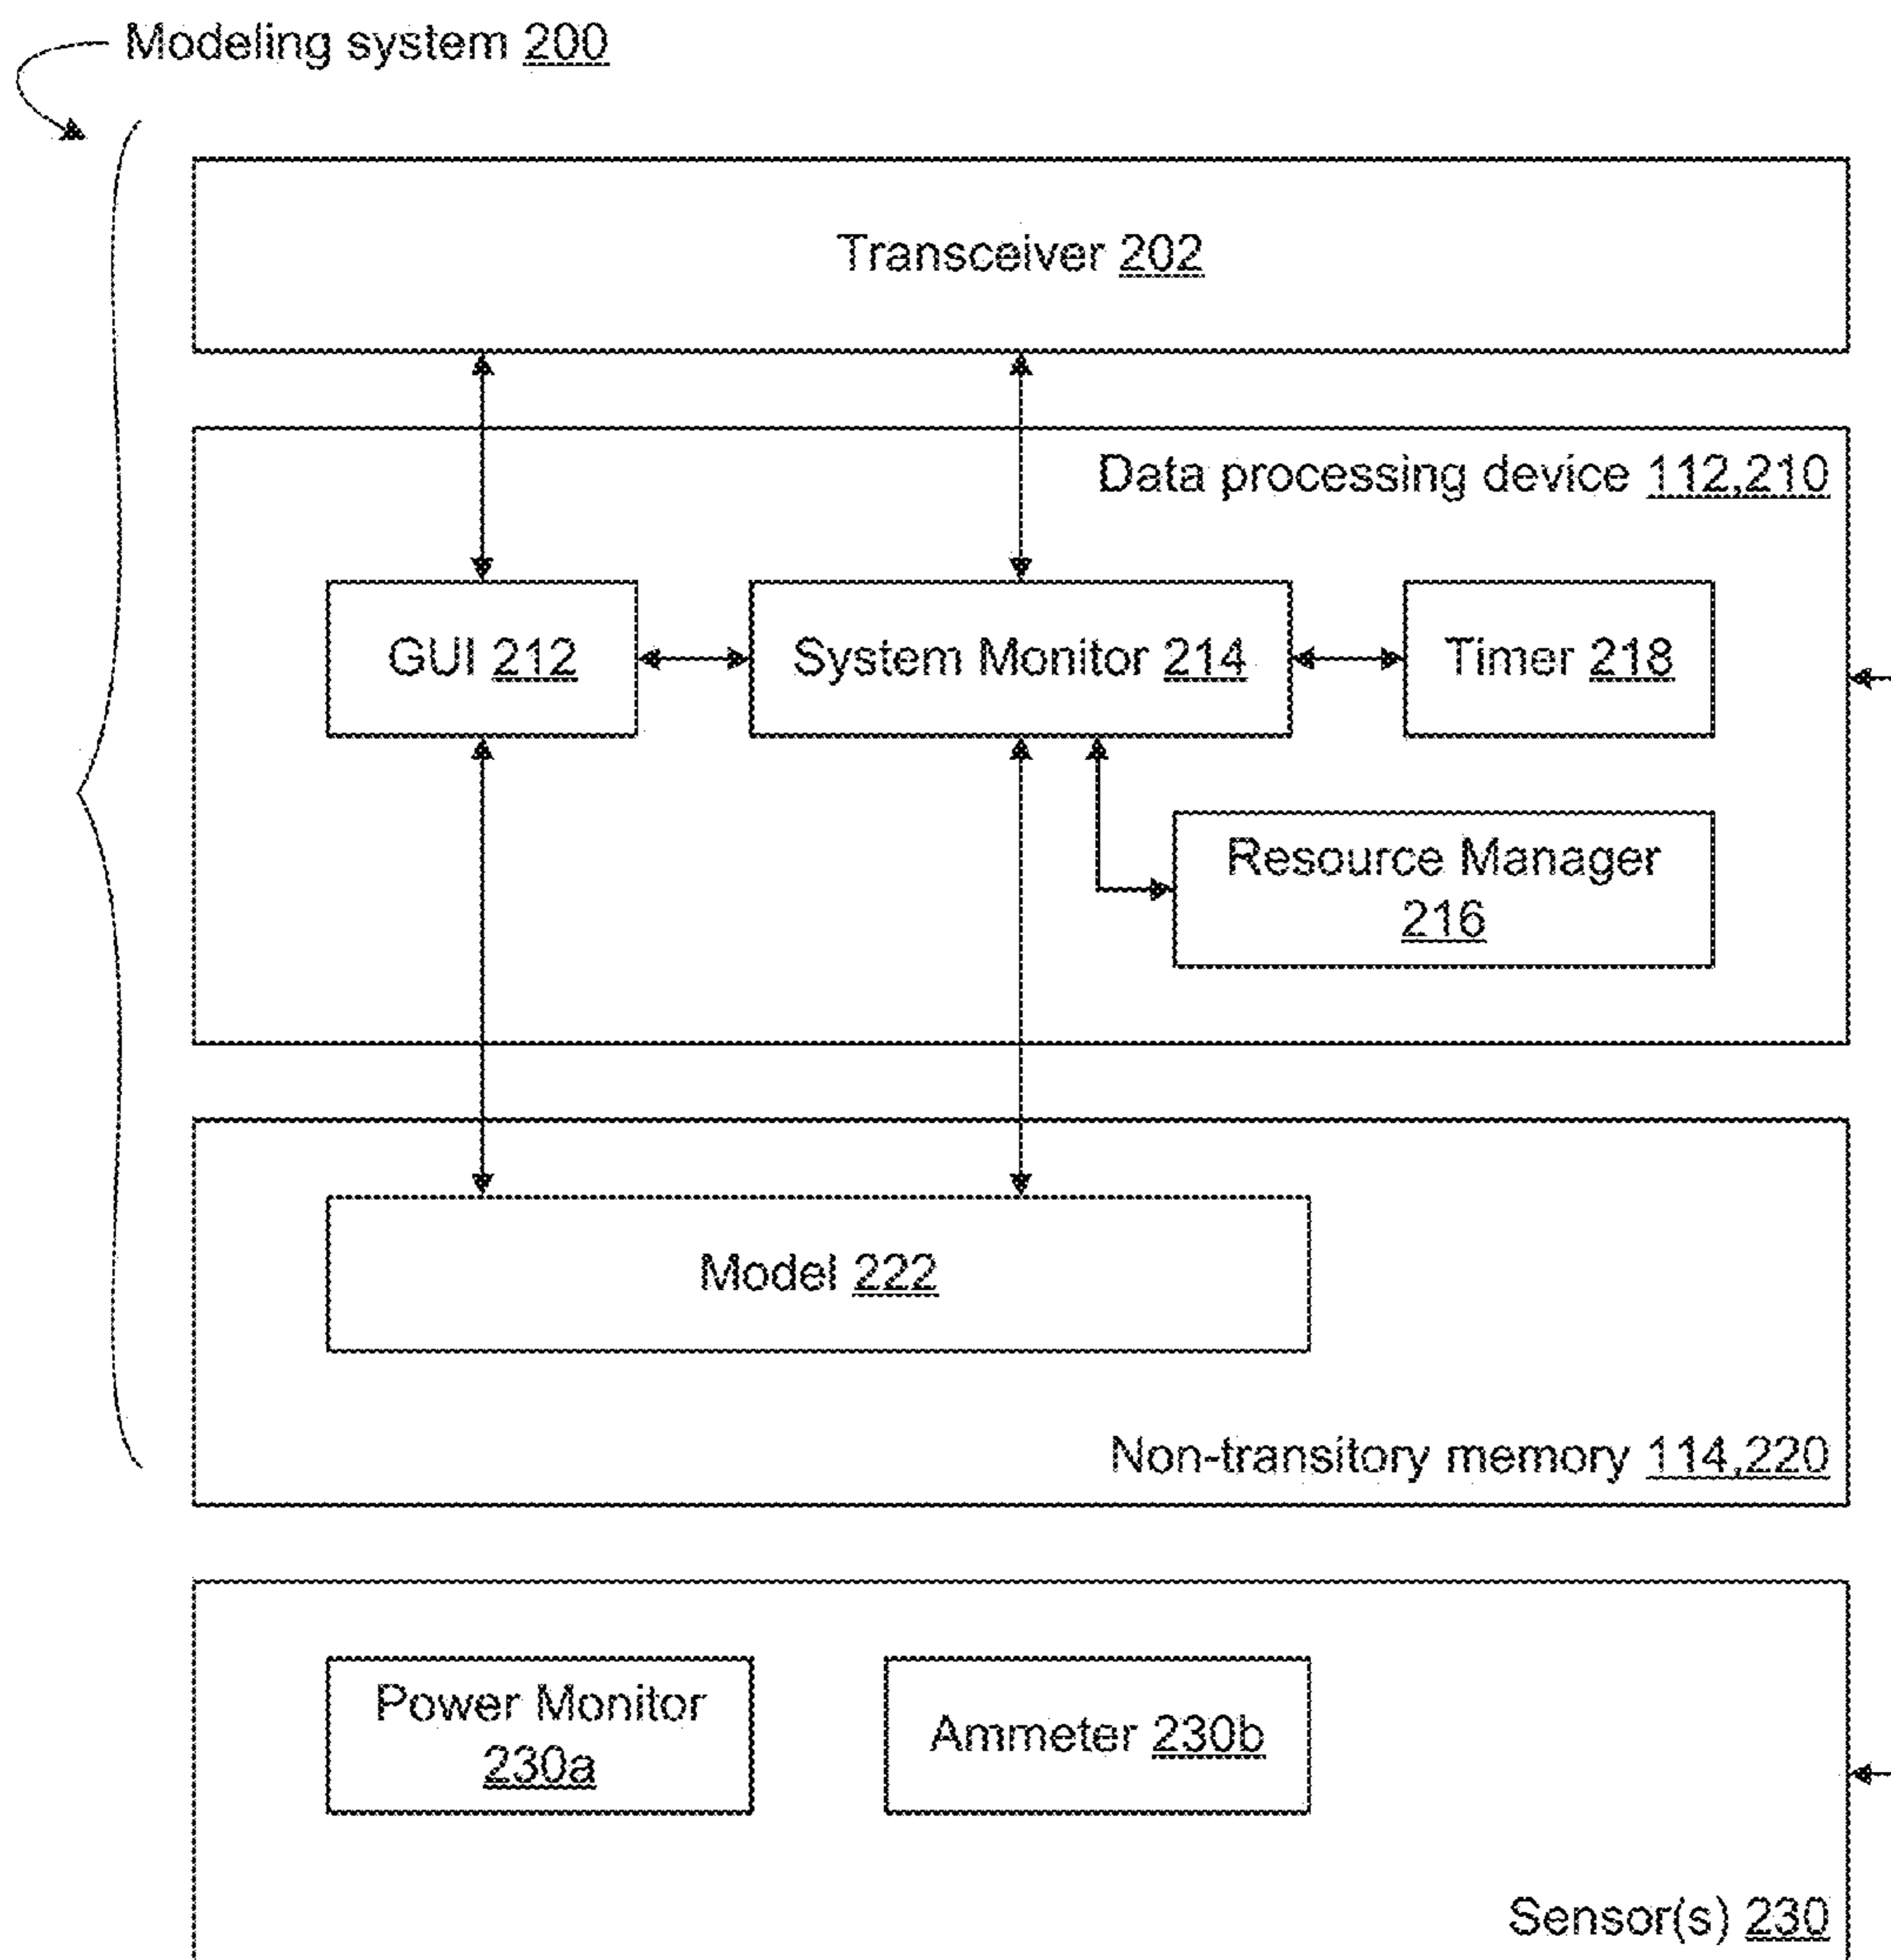 Modeling system 200
Transceiver 202
Data processing device 112,210
GUI 212
System Monitor 214
Timer 218
Resource Manager
216
Model 222
Non-transitory memory 114,220
Power Monitor
230a
Ammeter 230b
Sensor(s) 230